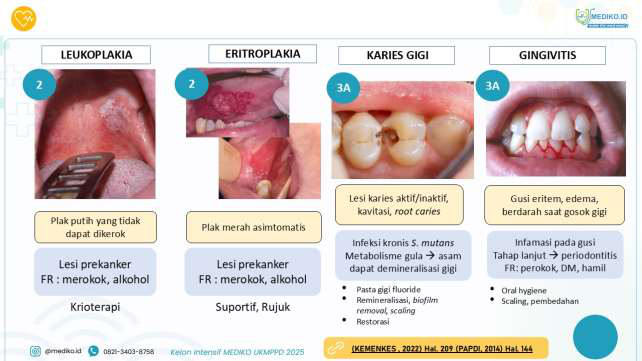 MEDIKO.ID
LEUKOPLAKIA
2
Plak putih yang tidak
dapat dikerok
Lesi prekanker
FR : merokok, alkohol
Krioterapi
ERITROPLAKIA
2
Plak merah asimtomatis
Lesi prekanker
FR : merokok, alkohol
Suportif, Rujuk
KARIES GIGI
3A
Lesi karies aktif/inaktif,
kavitasi, root caries
Infeksi kronis S. mutans
Metabolisme gula → asam
dapat demineralisasi gigi
• Pasta gigi fluoride
• Remineralisasi, biofilm
removal, scaling
• Restorasi
GINGIVITIS
3A
Gusi eritem, edema,
berdarah saat gosok gigi
Infamasi pada gusi
Tahap lanjut → periodontitis
FR: perokok, DM, hamil
• Oral hygiene
• Scaling, pembedahan
@mediko.id
0821-3403-8758
Kelan Intensif MEDIKO UKMPPD 2025
(KEMENKES , 2022) Hal. 209 (PAPDI, 2014) Hal. 144